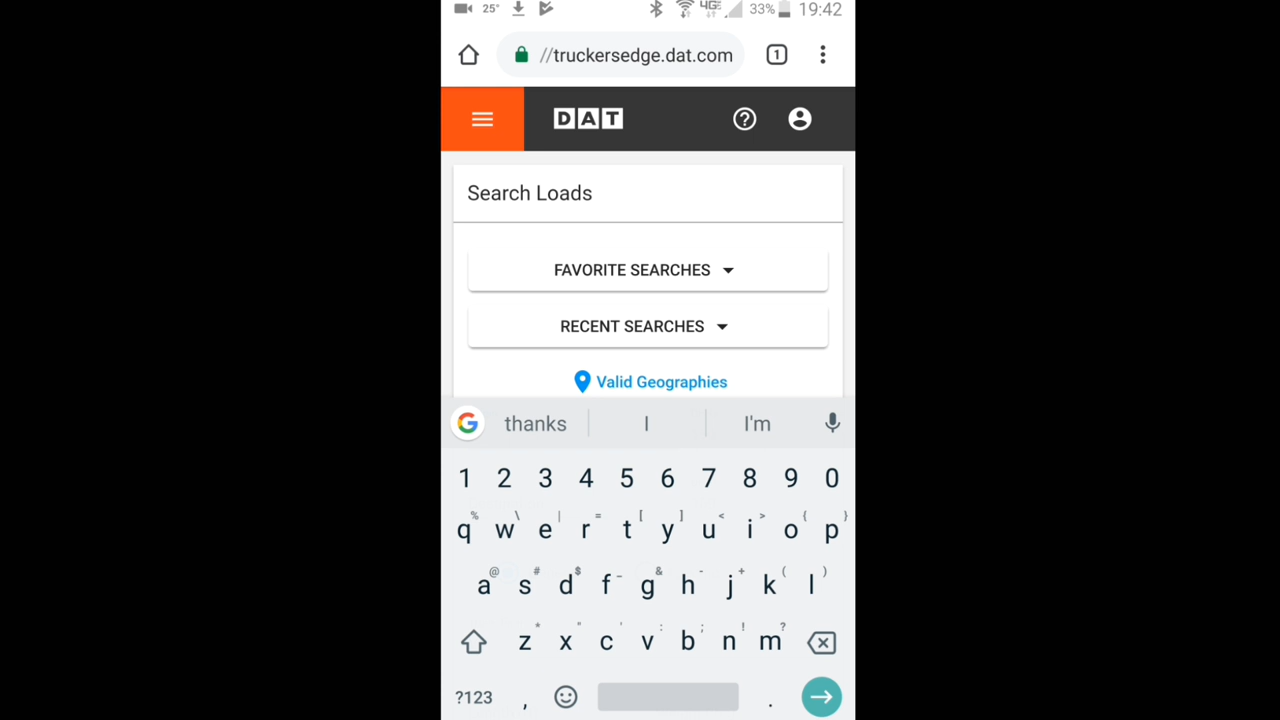 25° 4GE 33% 19:42
//truckersedge.dat.com 1
DAT
Search Loads
FAVORITE SEARCHES
RECENT SEARCHES
Valid Geographies
G thanks I I'm
1 2 3 4 5 6 7 8 9 0
% \ | = [ ] < > { }
q w e r t y u i o p
@ # $ _ & - + ( )
a s d f g h j k l
* " ' : ; ! ?
z x c v b n m
?123 , .